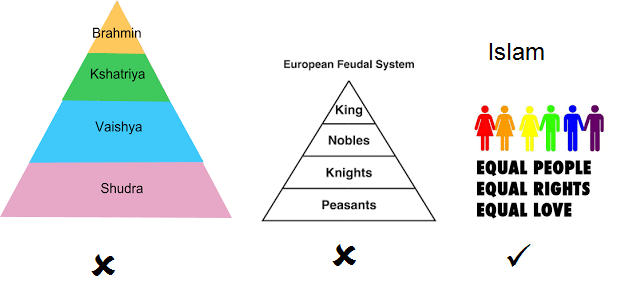 Brahmin
Kshatriya
Vaishya
Shudra
European Feudal System
King
Nobles
Knights
Peasants
Islam
EQUAL PEOPLE
EQUAL RIGHTS
EQUAL LOVE